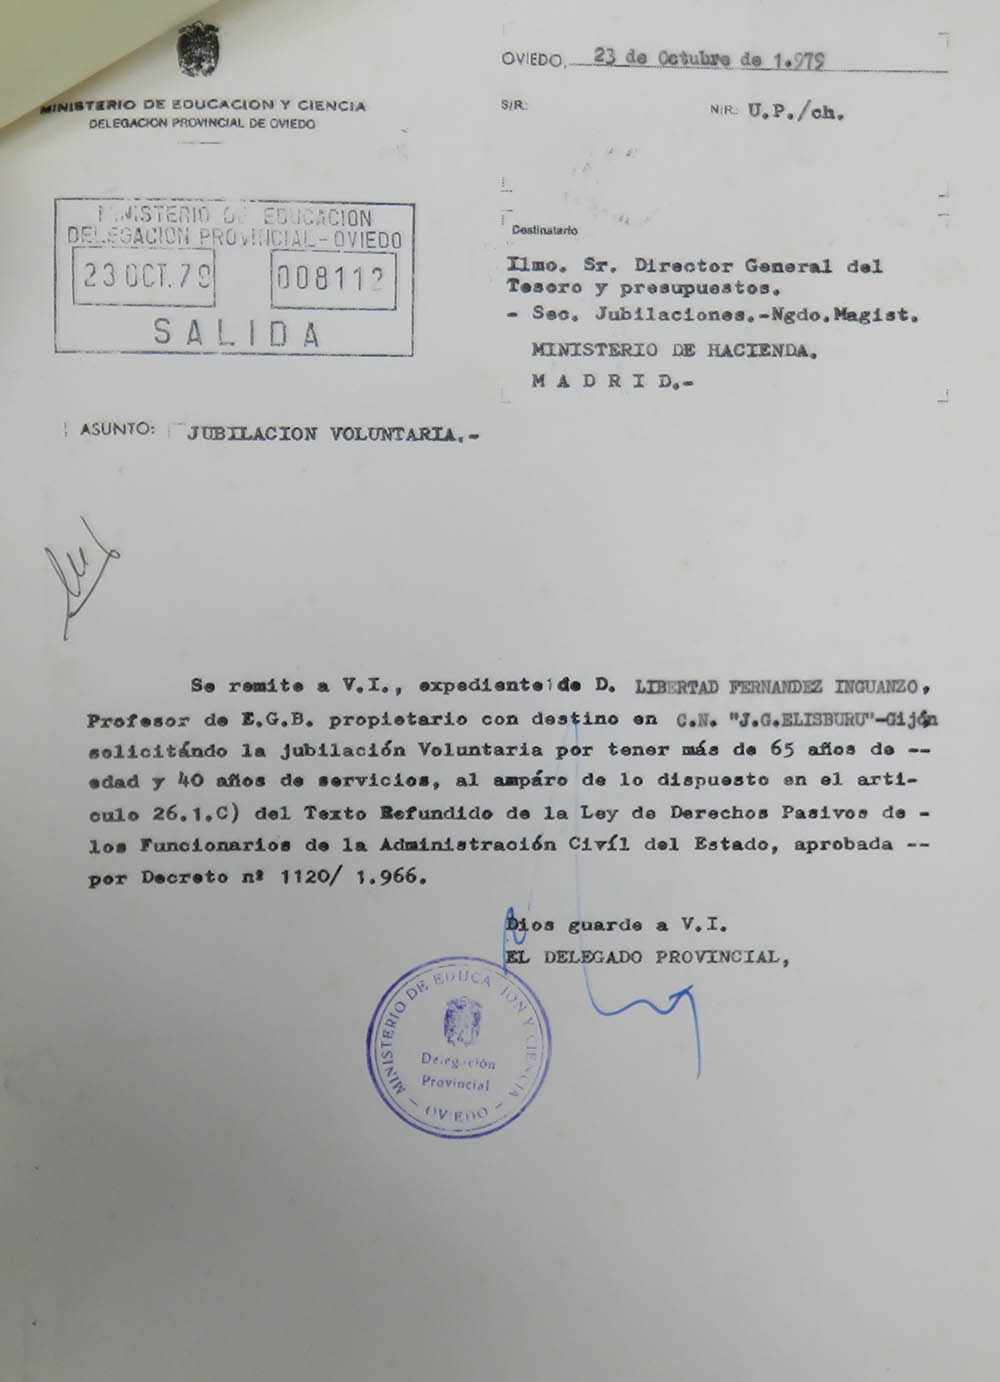 MINISTERIO DE EDUCACION Y CIENCIA
DELEGACION PROVINCIAL DE OVIEDO
OVIEDO, 23 de Octubre de 1.979
S/R: N/R: U.P./ch.
MINISTERIO DE EDUCACION
DELEGACION PROVINCIAL-OVIEDO
23 OCT. 79 008112
SALIDA
Destinatario
Ilmo. Sr. Director General del
Tesoro y presupuestos.
- Sec. Jubilaciones.-Ngdo.Magist.
MINISTERIO DE HACIENDA.
M A D R I D.-
ASUNTO: JUBILACION VOLUNTARIA.-
Se remite a V.I., expediente de D. LIBERTAD FERNANDEZ INGUANZO,
Profesor de E.G.B. propietario con destino en C.N. "J.G.ELISBURU"-Gijón
solicitándo la jubilación Voluntaria por tener más de 65 años de --
edad y 40 años de servicios, al ampáro de lo dispuesto en el arti-
culo 26.1.C) del Texto Refundido de la Ley de Derechos Pasivos de -
los Funcionarios de la Administración Civíl del Estado, aprobada --
por Decreto nº 1120/ 1.966.
Dios guarde a V.I.
EL DELEGADO PROVINCIAL,
MINISTERIO DE EDUCACION Y CIENCIA
Delegación
Provincial
- OVIEDO -